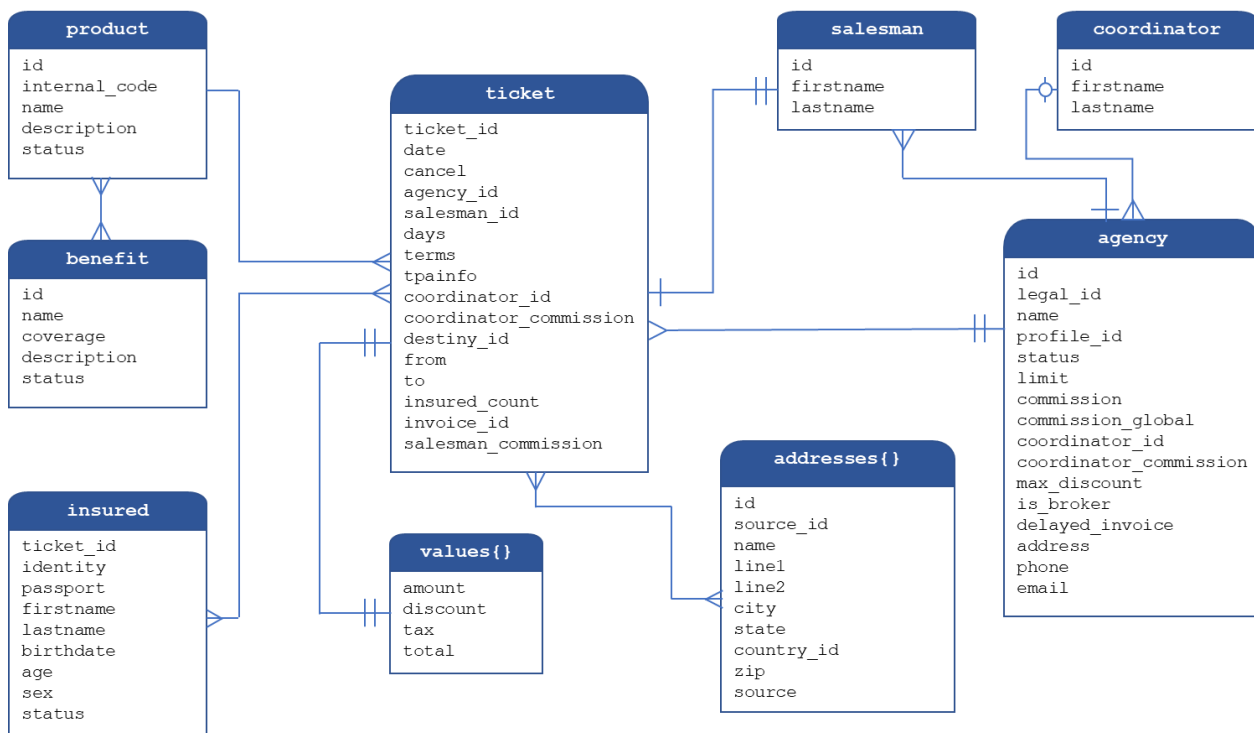 product
id
internal_code
name
description
status
benefit
id
name
coverage
description
status
insured
ticket_id
identity
passport
firstname
lastname
birthdate
age
sex
status
ticket
ticket_id
date
cancel
agency_id
salesman_id
days
terms
tpainfo
coordinator_id
coordinator_commission
destiny_id
from
to
insured_count
invoice_id
salesman_commission
values{}
amount
discount
tax
total
salesman
id
firstname
lastname
addresses{}
id
source_id
name
line1
line2
city
state
country_id
zip
source
coordinator
id
firstname
lastname
agency
id
legal_id
name
profile_id
status
limit
commission
commission_global
coordinator_id
coordinator_commission
max_discount
is_broker
delayed_invoice
address
phone
email